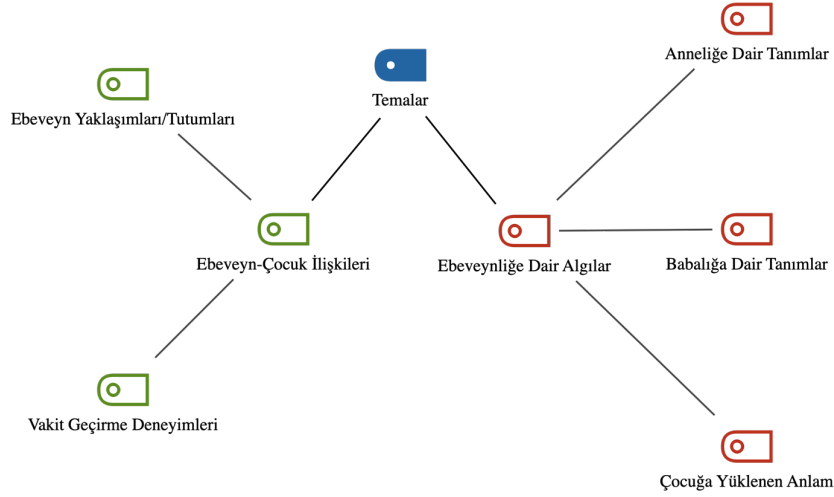 Anneliğe Dair Tanımlar
Temalar
Ebeveyn Yaklaşımları/Tutumları
Ebeveyn-Çocuk İlişkileri
Ebeveynliğe Dair Algılar
Babalığa Dair Tanımlar
Vakit Geçirme Deneyimleri
Çocuğa Yüklenen Anlam